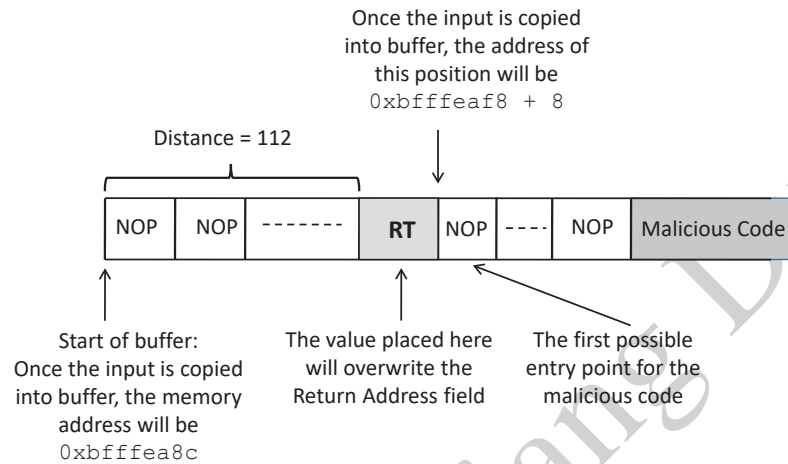 Once the input is copied
into buffer, the address of
this position will be
0xbfffeaf8 + 8
Distance = 112
NOP NOP RT NOP NOP Malicious Code
Start of buffer:
Once the input is copied
into buffer, the memory
address will be
0xbfffea8c
The value placed here
will overwrite the
Return Address field
The first possible
entry point for the
malicious code